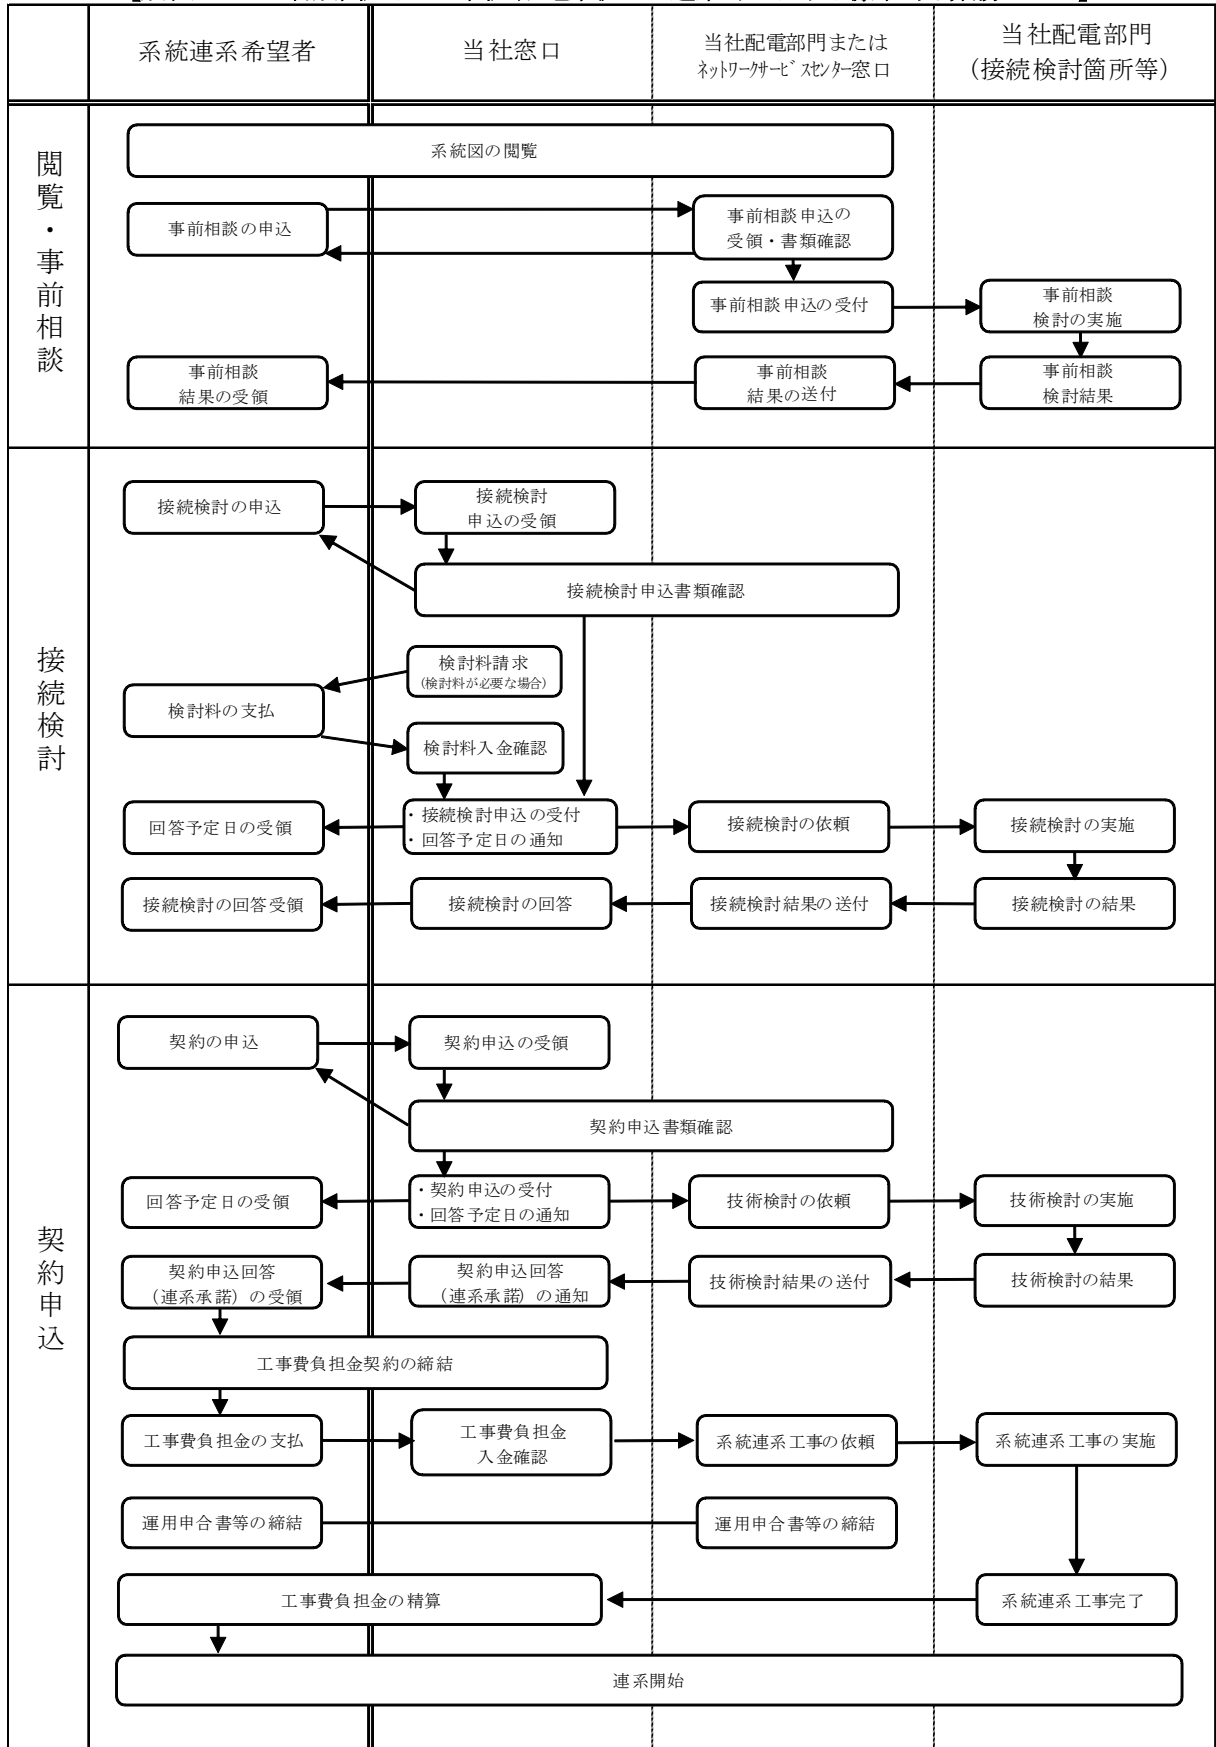 系統連系希望者
当社窓口
当社配電部門または
ネットワークサービスセンター窓口
当社配電部門
（接続検討箇所等）
閲覧・事前相談
系統図の閲覧
事前相談の申込
事前相談申込の
受領・書類確認
事前相談申込の受付
事前相談
検討の実施
事前相談
結果の受領
事前相談
結果の送付
事前相談
検討結果
接続検討
接続検討の申込
接続検討
申込の受領
接続検討申込書類確認
検討料請求
（検討料が必要な場合）
検討料の支払
検討料入金確認
回答予定日の受領
・接続検討申込の受付
・回答予定日の通知
接続検討の依頼
接続検討の実施
接続検討の回答受領
接続検討の回答
接続検討結果の送付
接続検討の結果
契約申込
契約の申込
契約申込の受領
契約申込書類確認
回答予定日の受領
・契約申込の受付
・回答予定日の通知
技術検討の依頼
技術検討の実施
契約申込回答
（連系承諾）の受領
契約申込回答
（連系承諾）の通知
技術検討結果の送付
技術検討の結果
工事費負担金契約の締結
工事費負担金の支払
工事費負担金
入金確認
系統連系工事の依頼
系統連系工事の実施
運用申合書等の締結
運用申合書等の締結
工事費負担金の精算
系統連系工事完了
連系開始